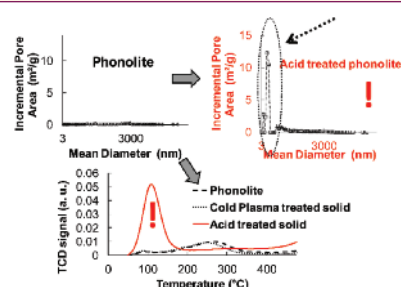 Incremental Pore
Area (m²/g)
15
10
5
0
Phonolite
3
3000
Mean Diameter (nm)
Incremental Pore
Area (m²/g)
15
10
5
0
Acid treated phonolite
!
3
3000
Mean Diameter (nm)
TCD signal (a. u.)
0.06
0.05
0.04
0.03
0.02
0.01
0
!
Phonolite
Cold Plasma treated solid
Acid treated solid
0
100
200
300
400
Temperature (°C)